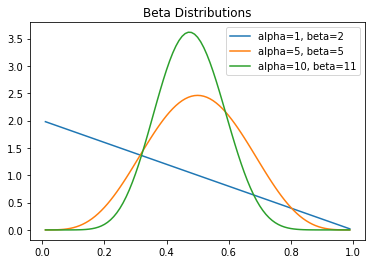 Beta Distributions
alpha=1, beta=2
alpha=5, beta=5
alpha=10, beta=11
3.5
3.0
2.5
2.0
1.5
1.0
0.5
0.0
0.0 0.2 0.4 0.6 0.8 1.0